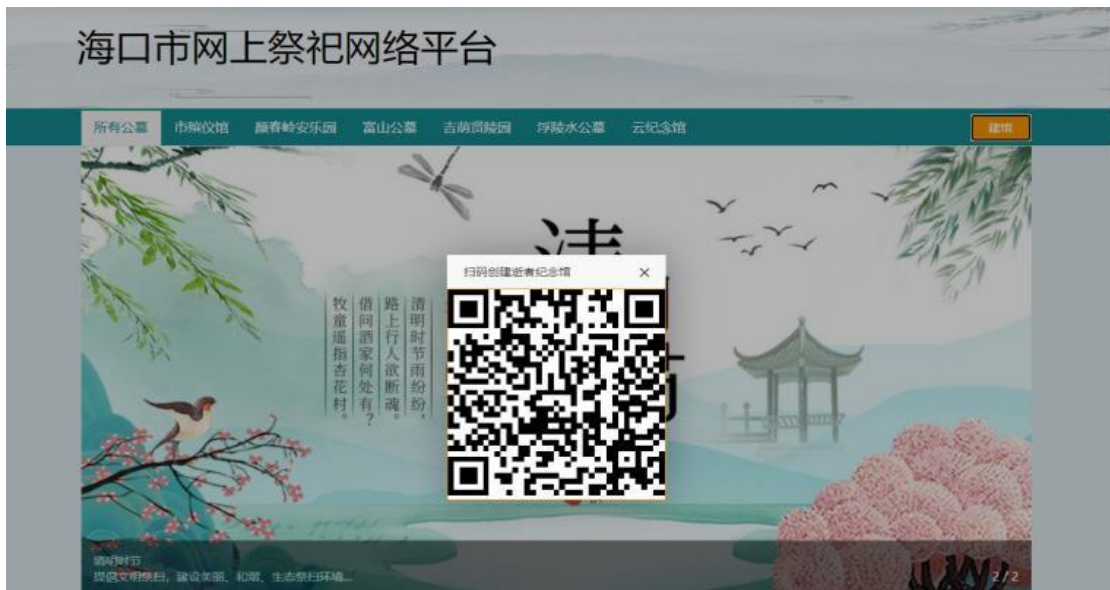 海口市网上祭祀网络平台
所有公墓 市殡仪馆 颜春岭安乐园 富山公墓 吉荫贤陵园 浮陵水公墓 云纪念馆 建馆
扫码创建逝者纪念馆 ×
清明时节雨纷纷，
路上行人欲断魂。
借问酒家何处有？
牧童遥指杏花村。
清
清明时节
提倡文明祭扫，建设美丽、和谐、生态祭扫环境...
2/2